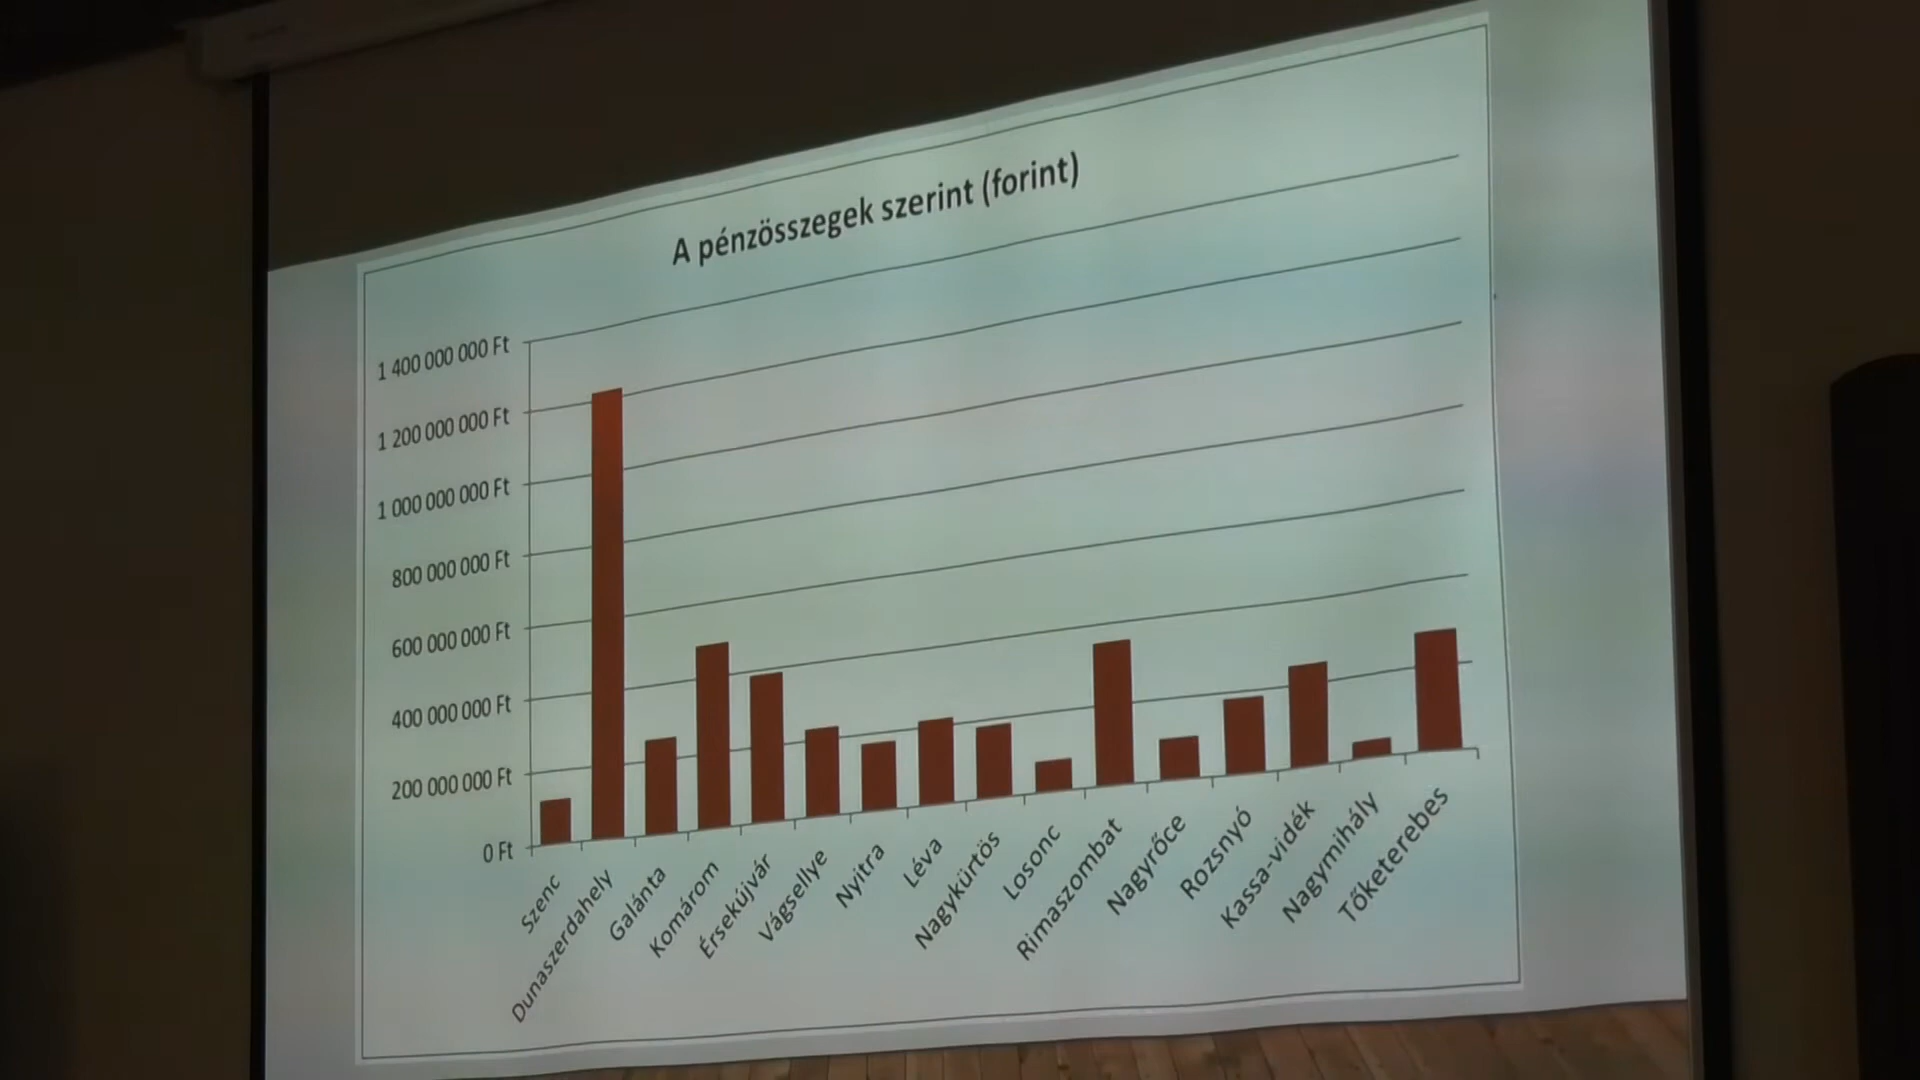 A pénzösszegek szerint (forint)
1 400 000 000 Ft
1 200 000 000 Ft
1 000 000 000 Ft
800 000 000 Ft
600 000 000 Ft
400 000 000 Ft
200 000 000 Ft
0 Ft
Szenc
Dunaszerdahely
Galánta
Komárom
Érsekújvár
Vágsellye
Nyitra
Léva
Nagykürtös
Losonc
Rimaszombat
Nagyrőce
Rozsnyó
Kassa-vidék
Nagymihály
Tőketerebes